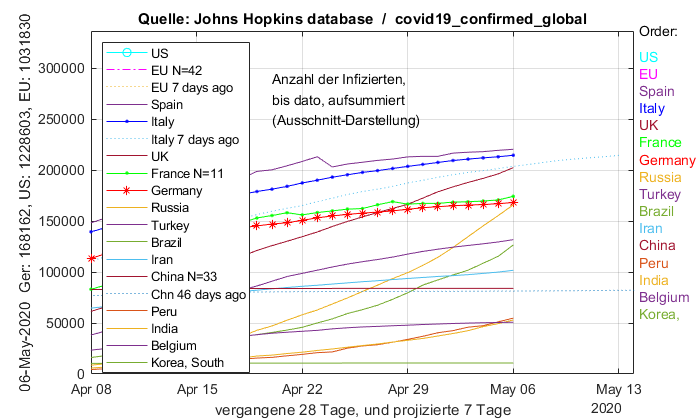 Quelle: Johns Hopkins database / covid19_confirmed_global
06-May-2020 Ger: 168162, US: 1228603, EU: 1031830
300000
250000
200000
150000
100000
50000
0
US
EU N=42
EU 7 days ago
Spain
Italy
Italy 7 days ago
UK
France N=11
Germany
Russia
Turkey
Brazil
Iran
China N=33
Chn 46 days ago
Peru
India
Belgium
Korea, South
Anzahl der Infizierten,
bis dato, aufsummiert
(Ausschnitt-Darstellung)
Order:
US
EU
Spain
Italy
UK
France
Germany
Russia
Turkey
Brazil
Iran
China
Peru
India
Belgium
Korea,
Apr 08 Apr 15 Apr 22 Apr 29 May 06 May 13
2020
vergangene 28 Tage, und projizierte 7 Tage